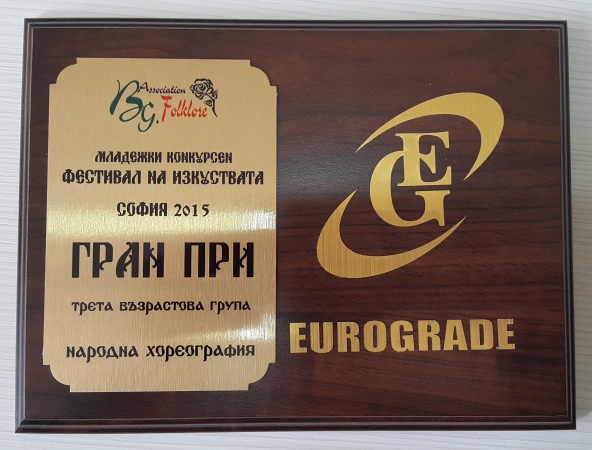 Association
BG. Folklore
МЛАДЕЖКИ КОНКУРСЕН
ФЕСТИВАЛ НА ИЗКУСТВАТА
СОФИЯ 2015
ГРАН ПРИ
ТРЕТА ВЪЗРАСТОВА ГРУПА
НАРОДНА ХОРЕОГРАФИЯ
EG
EUROGRADE